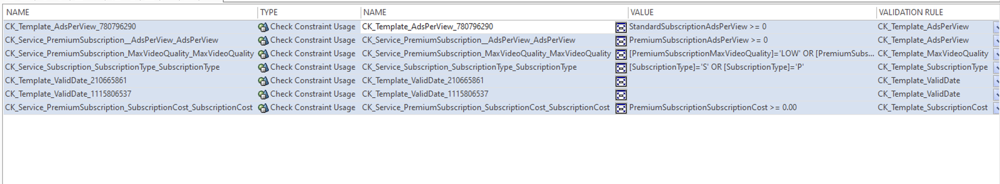 NAME TYPE NAME VALUE VALIDATION RULE
CK_Template_AdsPerView_780796290 Check Constraint Usage CK_Template_AdsPerView_780796290 StandardSubscriptionAdsPerView >= 0 CK_Template_AdsPerView
CK_Service_PremiumSubscription__AdsPerView_AdsPerView Check Constraint Usage CK_Service_PremiumSubscription__AdsPerView_AdsPerView PremiumSubscriptionAdsPerView >= 0 CK_Template_AdsPerView
CK_Service_PremiumSubscription_MaxVideoQuality_MaxVideoQuality Check Constraint Usage CK_Service_PremiumSubscription_MaxVideoQuality_MaxVideoQuality [PremiumSubscriptionMaxVideoQuality]='LOW' OR [PremiumSubs... CK_Template_MaxVideoQuality
CK_Service_Subscription_SubscriptionType_SubscriptionType Check Constraint Usage CK_Service_Subscription_SubscriptionType_SubscriptionType [SubscriptionType]='S' OR [SubscriptionType]='P' CK_Template_SubscriptionType
CK_Template_ValidDate_210665861 Check Constraint Usage CK_Template_ValidDate_210665861 CK_Template_ValidDate
CK_Template_ValidDate_1115806537 Check Constraint Usage CK_Template_ValidDate_1115806537 CK_Template_ValidDate
CK_Service_PremiumSubscription_SubscriptionCost_SubscriptionCost Check Constraint Usage CK_Service_PremiumSubscription_SubscriptionCost_SubscriptionCost PremiumSubscriptionSubscriptionCost >= 0.00 CK_Template_SubscriptionCost